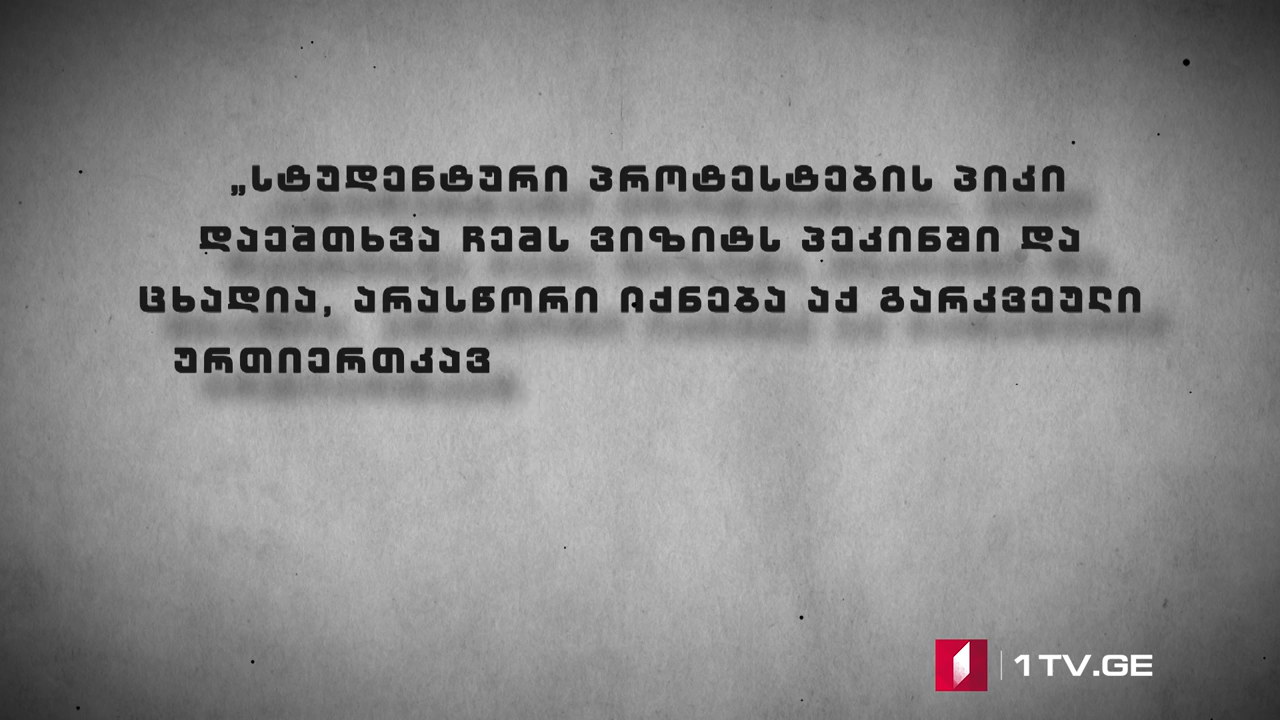 „სტუდენტური პროტესტების პიკი
დაემთხვა ჩემს ვიზიტს პეკინში და
ცხადია, არასწორი იქნება აქ გარკვეული
ურთიერთკავ
1TV.GE